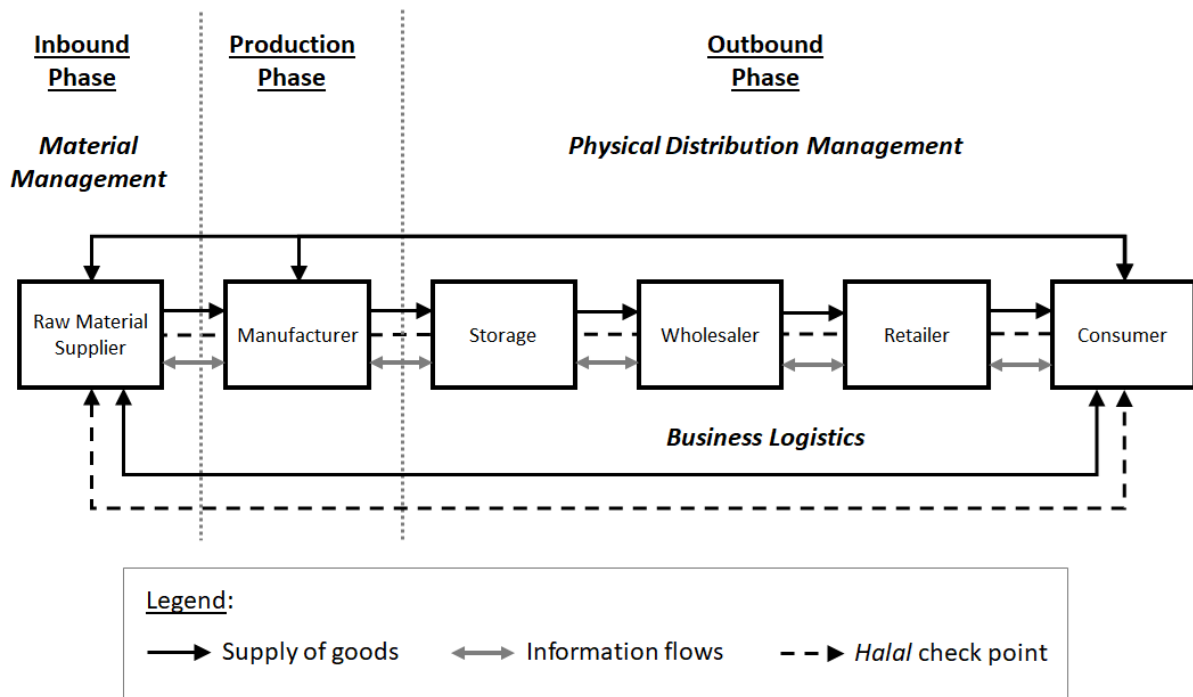 Inbound
Phase
Production
Phase
Outbound
Phase
Material
Management
Physical Distribution Management
Raw Material
Supplier
Manufacturer
Storage
Wholesaler
Retailer
Consumer
Business Logistics
Legend:
Supply of goods
Information flows
Halal check point